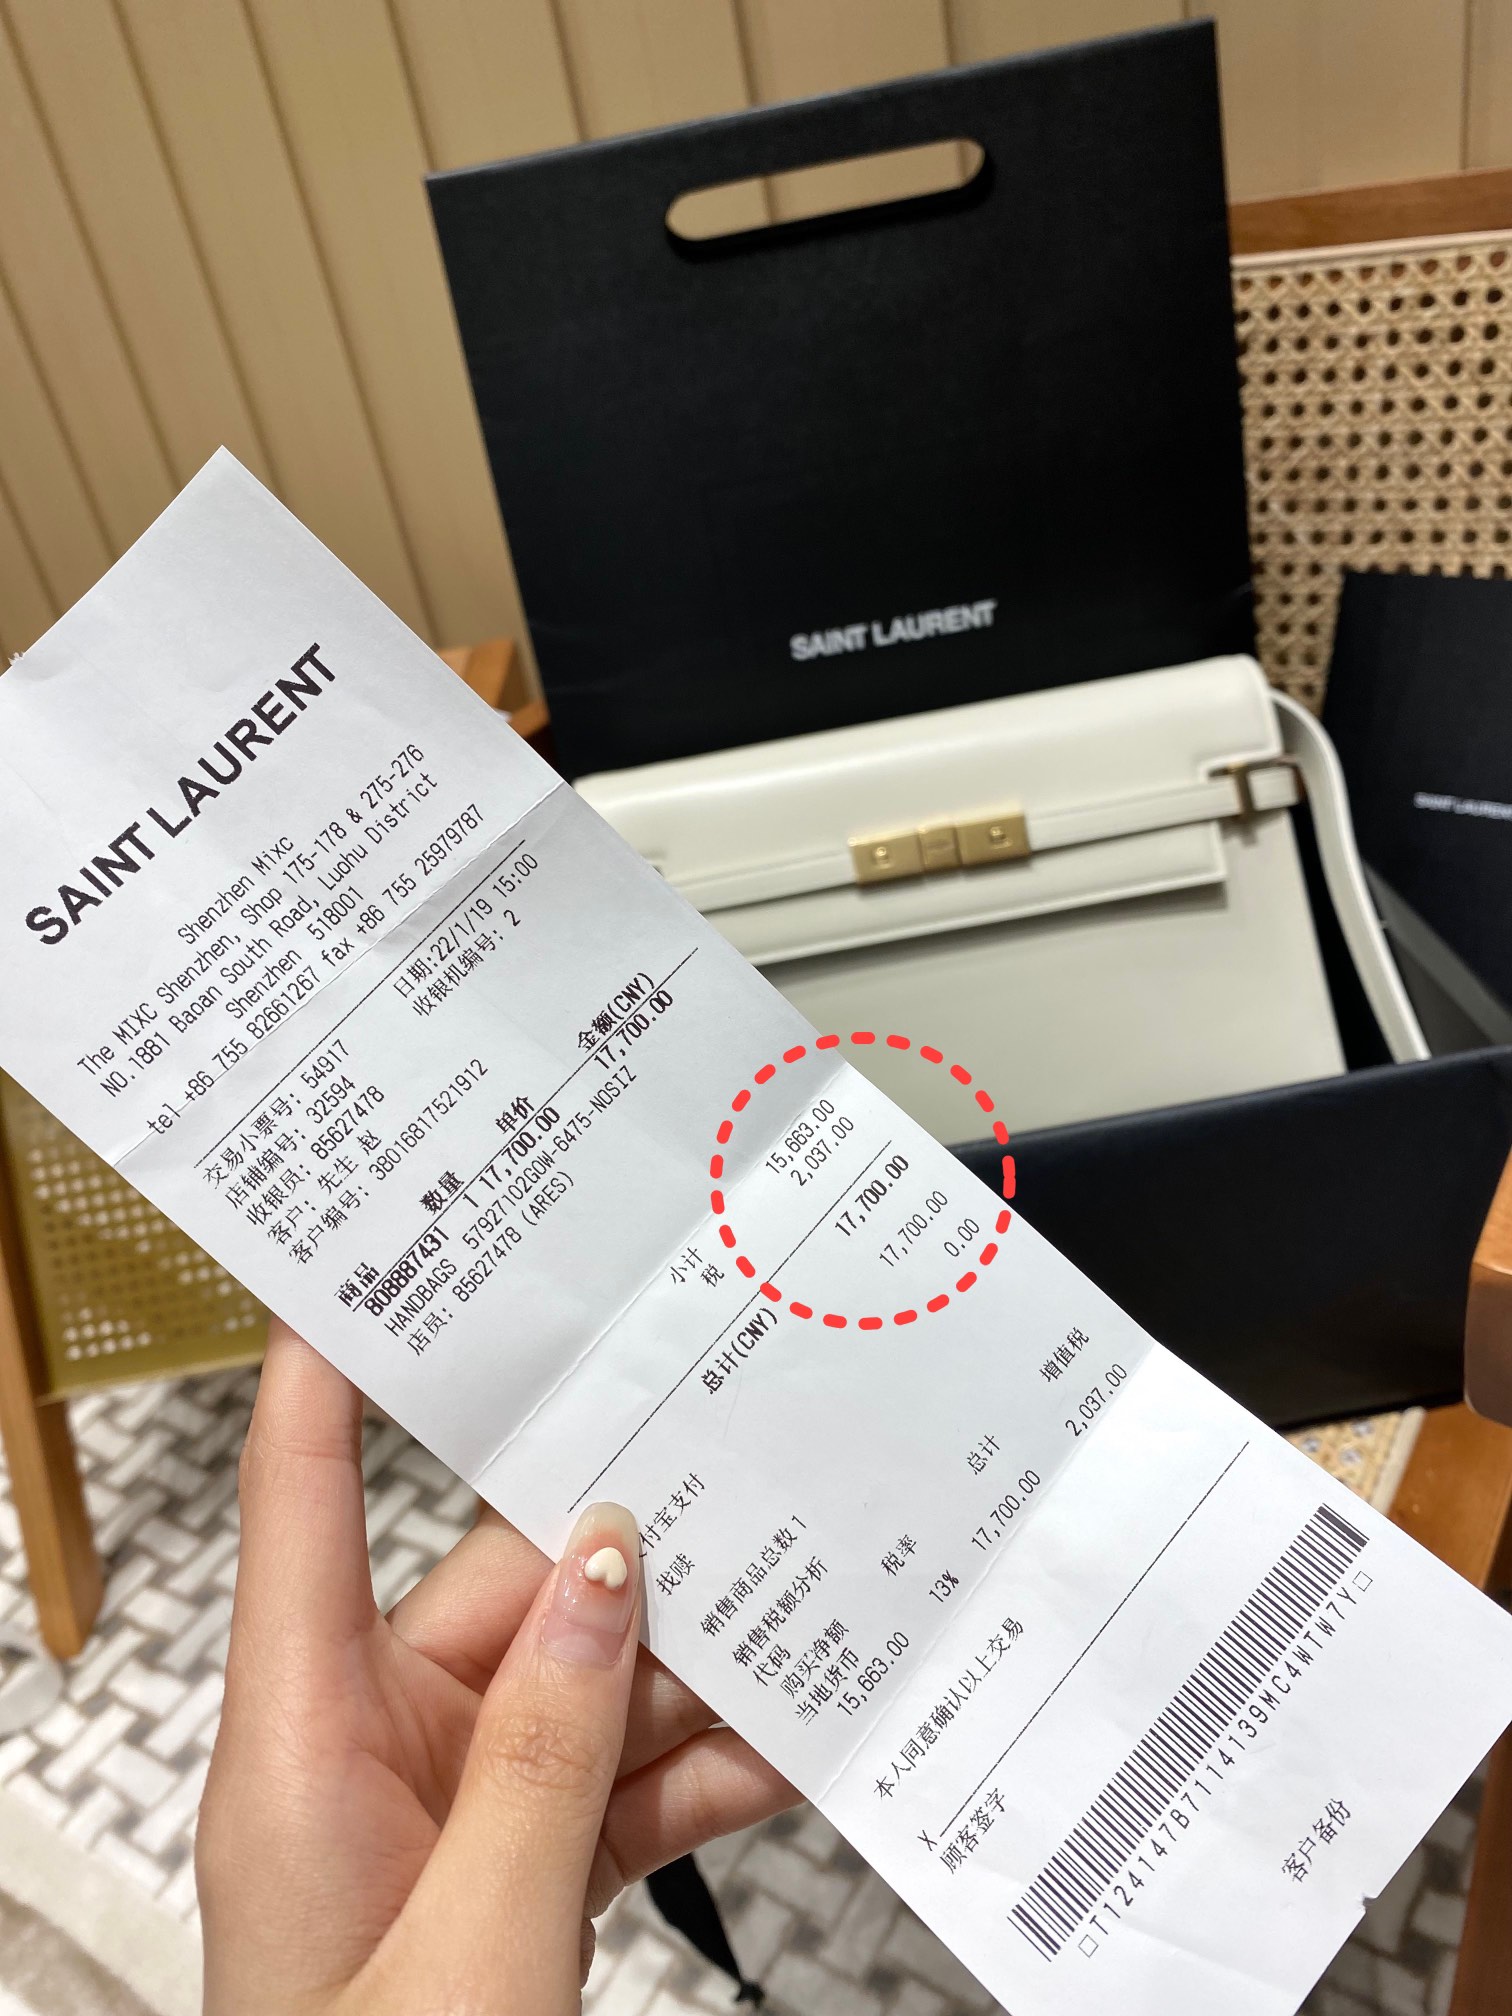 SAINT LAURENT
SAINT LAURENT
SAINT LAURENT
Shenzhen Mixc
The MIXC Shenzhen, Shop 175-178 & 275-276
NO.1881 Baoan South Road, Luohu District
Shenzhen 518001
tel +86 755 82661267 fax +86 755 25979787
交易小票号: 54917 日期:22/1/19 15:00
店铺编号: 32594 收银机编号: 2
收银员: 85627478
客户: 先生 赵
客户编号: 3801681752​1912
商品 数量 单价 金额(CNY)
808887431 1 17,700.00 17,700.00
HANDBAGS 57927102G0W-6475-NOSIZ
店员: 85627478 (ARES)
小计 15,663.00
税 2,037.00
总计(CNY) 17,700.00
付宝支付 17,700.00
找赎 0.00
销售商品总数 1
销售税额分析
代码 税率 总计 增值税
购买净额
当地货币
15,663.00 13% 17,700.00 2,037.00
本人同意确认以上交易
X
顾客签字
T124147B7114139MC4WTW7Y
客户备份